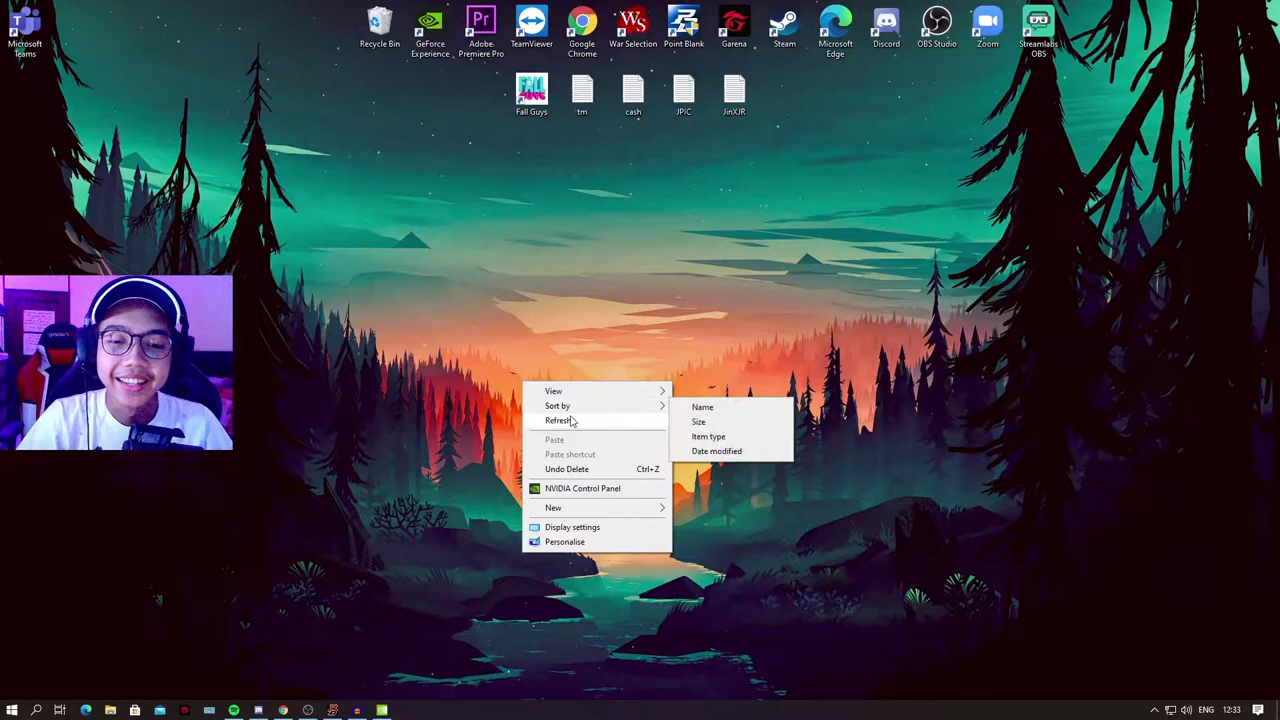 Microsoft
Teams
Recycle Bin
GeForce
Experience
Adobe
Premiere Pro
TeamViewer
Google
Chrome
War Selection
Point Blank
Garena
Steam
Microsoft
Edge
Discord
OBS Studio
Zoom
Streamlabs
OBS
Fall Guys
tm
cash
JPIC
JinXJR
View
Sort by
Refresh
Paste
Paste shortcut
Undo Delete Ctrl+Z
NVIDIA Control Panel
New
Display settings
Personalise
Name
Size
Item type
Date modified
ENG 12:33